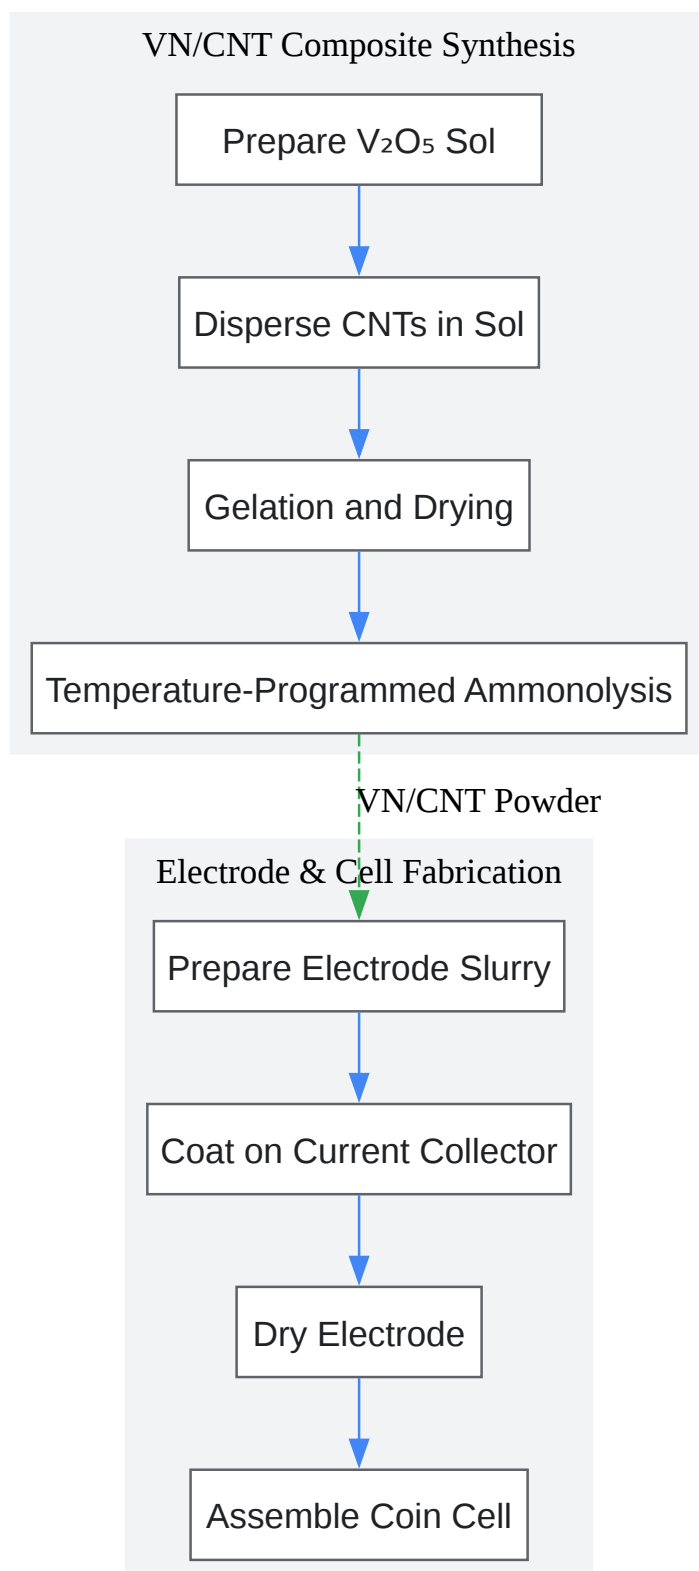 VN/CNT Composite Synthesis
Prepare V₂O₅ Sol
Disperse CNTs in Sol
Gelation and Drying
Temperature-Programmed Ammonolysis
VN/CNT Powder
Electrode & Cell Fabrication
Prepare Electrode Slurry
Coat on Current Collector
Dry Electrode
Assemble Coin Cell